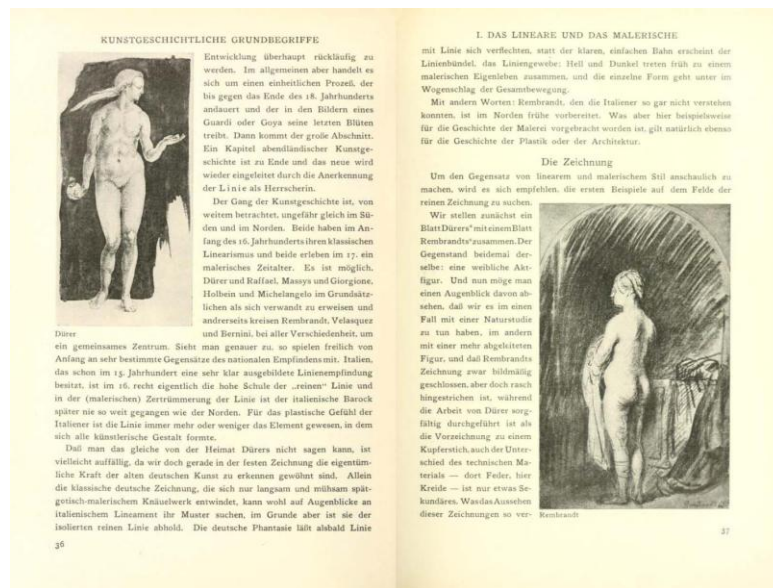 KUNSTGESCHICHTLICHE GRUNDBEGRIFFE
Entwicklung überhaupt rückläufig zu
werden. Im allgemeinen aber handelt es
sich um einen einheitlichen Prozeß, der
bis gegen das Ende des 18. Jahrhunderts
andauert und der in den Bildern eines
Guardi oder Goya seine letzten Blüten
treibt. Dann kommt der große Abschnitt.
Ein Kapitel abendländischer Kunstge-
schichte ist zu Ende und das neue wird
wieder eingeleitet durch die Anerkennung
der Linie als Herrscherin.
Der Gang der Kunstgeschichte ist, von
weitem betrachtet, ungefähr gleich im Sü-
den und im Norden. Beide haben im An-
fang des 16. Jahrhunderts ihren klassischen
Linearismus und beide erleben im 17. ein
malerisches Zeitalter. Es ist möglich,
Dürer und Raffael, Massys und Giorgione,
Holbein und Michelangelo im Grundsätz-
lichen als sich verwandt zu erweisen und
andrerseits kreisen Rembrandt, Velasquez
und Bernini, bei aller Verschiedenheit, um
Dürer
ein gemeinsames Zentrum. Sieht man genauer zu, so spielen freilich von
Anfang an sehr bestimmte Gegensätze des nationalen Empfindens mit. Italien,
das schon im 15. Jahrhundert eine sehr klar ausgebildete Linienempfindung
besitzt, ist im 16. recht eigentlich die hohe Schule der „reinen“ Linie und
in der (malerischen) Zertrümmerung der Linie ist der italienische Barock
später nie so weit gegangen wie der Norden. Für das plastische Gefühl der
Italiener ist die Linie immer mehr oder weniger das Element gewesen, in dem
sich alle künstlerische Gestalt formte.
Daß man das gleiche von der Heimat Dürers nicht sagen kann, ist
vielleicht auffällig, da wir doch gerade in der festen Zeichnung die eigentüm-
liche Kraft der alten deutschen Kunst zu erkennen gewöhnt sind. Allein
die klassische deutsche Zeichnung, die sich nur langsam und mühsam spät-
gotisch-malerischem Knäuelwerk entwindet, kann wohl auf Augenblicke an
italienischem Lineament ihr Muster suchen, im Grunde aber ist sie der
isolierten reinen Linie abhold. Die deutsche Phantasie läßt alsbald Linie
36
I. DAS LINEARE UND DAS MALERISCHE
mit Linie sich verflechten, statt der klaren, einfachen Bahn erscheint der
Linienbündel, das Liniengewebe: Hell und Dunkel treten früh zu einem
malerischen Eigenleben zusammen, und die einzelne Form geht unter im
Wogenschlag der Gesamtbewegung.
Mit andern Worten: Rembrandt, den die Italiener so gar nicht verstehen
konnten, ist im Norden frühe vorbereitet. Was aber hier beispielsweise
für die Geschichte der Malerei vorgebracht worden ist, gilt natürlich ebenso
für die Geschichte der Plastik oder der Architektur.
Die Zeichnung
Um den Gegensatz von linearem und malerischem Stil anschaulich zu
machen, wird es sich empfehlen, die ersten Beispiele auf dem Felde der
reinen Zeichnung zu suchen.
Wir stellen zunächst ein
Blatt Dürers* mit einem Blatt
Rembrandts* zusammen. Der
Gegenstand beidemal der-
selbe: eine weibliche Akt-
figur. Und nun möge man
einen Augenblick davon ab-
sehen, daß wir es im einen
Fall mit einer Naturstudie
zu tun haben, im andern
mit einer mehr abgeleiteten
Figur, und daß Rembrandts
Zeichnung zwar bildmäßig
geschlossen, aber doch rasch
hingestrichen ist, während
die Arbeit von Dürer sorg-
fältig durchgeführt ist als
die Vorzeichnung zu einem
Kupferstich, auch der Unter-
schied des technischen Ma-
terials — dort Feder, hier
Kreide — ist nur etwas Se-
kundäres. Was das Aussehen
dieser Zeichnungen so ver-
Rembrandt
37